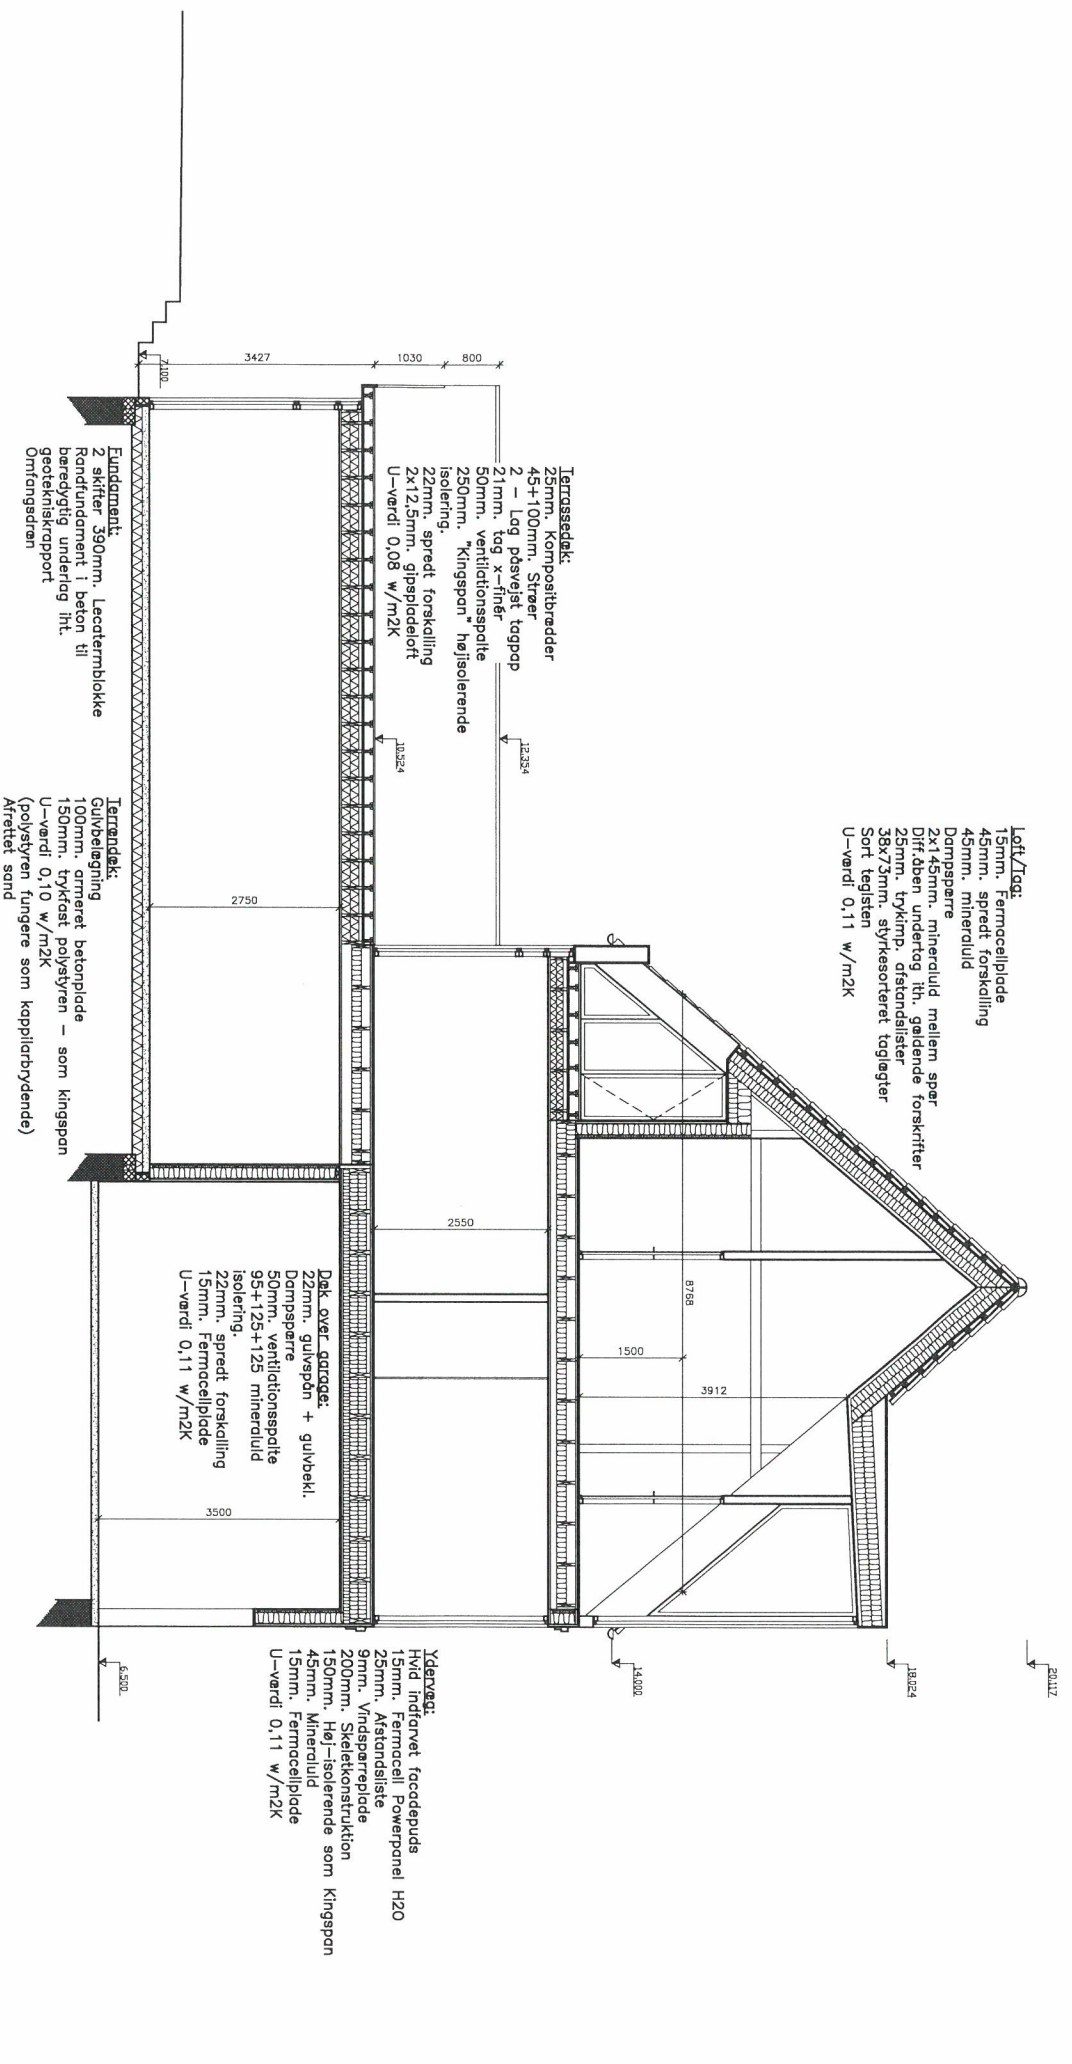 Loft/Tag:
15mm. Fermacellplade
45mm. spredt forskalling
45mm. mineraluld
Dampspærre
2x145mm. mineraluld mellem spær
Diff.åben undertag ith. gældende forskrifter
25mm. trykimp. afstandslister
38x73mm. styrkesorteret taglægter
Sort teglsten
U-værdi 0,11 w/m2K
20.117
18.024
14.000
8768
1500
3912
Terrassedæk:
25mm. Kompositbrædder
45+100mm. Strøer
2 - Lag påsvejst tagpap
21mm. tag x-finér
50mm. ventilationsspalte
250mm. "Kingspan" højisolerende
isolering.
22mm. spredt forskalling
2x12,5mm. gipspladeloft
U-værdi 0,08 w/m2K
12.354
10.524
800
1030
3427
7.100
2550
2750
Ydervæg:
Hvid indfarvet facadepuds
15mm. Fermacell Powerpanel H2O
25mm. Afstandsliste
9mm. Vindspærreplade
200mm. Skeletkonstruktion
150mm. Høj-isolerende som Kingspan
45mm. Mineraluld
15mm. Fermacellplade
U-værdi 0,11 w/m2K
Dæk over garage:
22mm. gulvspån + gulvbekl.
Dampspærre
50mm. ventilationsspalte
95+125+125 mineraluld
isolering.
22mm. spredt forskalling
15mm. Fermacellplade
U-værdi 0,11 w/m2K
3500
6.500
Fundament:
2 skifter 390mm. Lecatermblokke
Randfundament i beton til
bæredygtig underlag iht.
geotekniskrapport
Omfangsdræn
Terrændæk:
Gulvbelægning
100mm. armeret betonplade
150mm. trykfast polystyren - som kingspan
U-værdi 0,10 w/m2K
(polystyren fungere som kappilarbrydende)
Afrettet sand